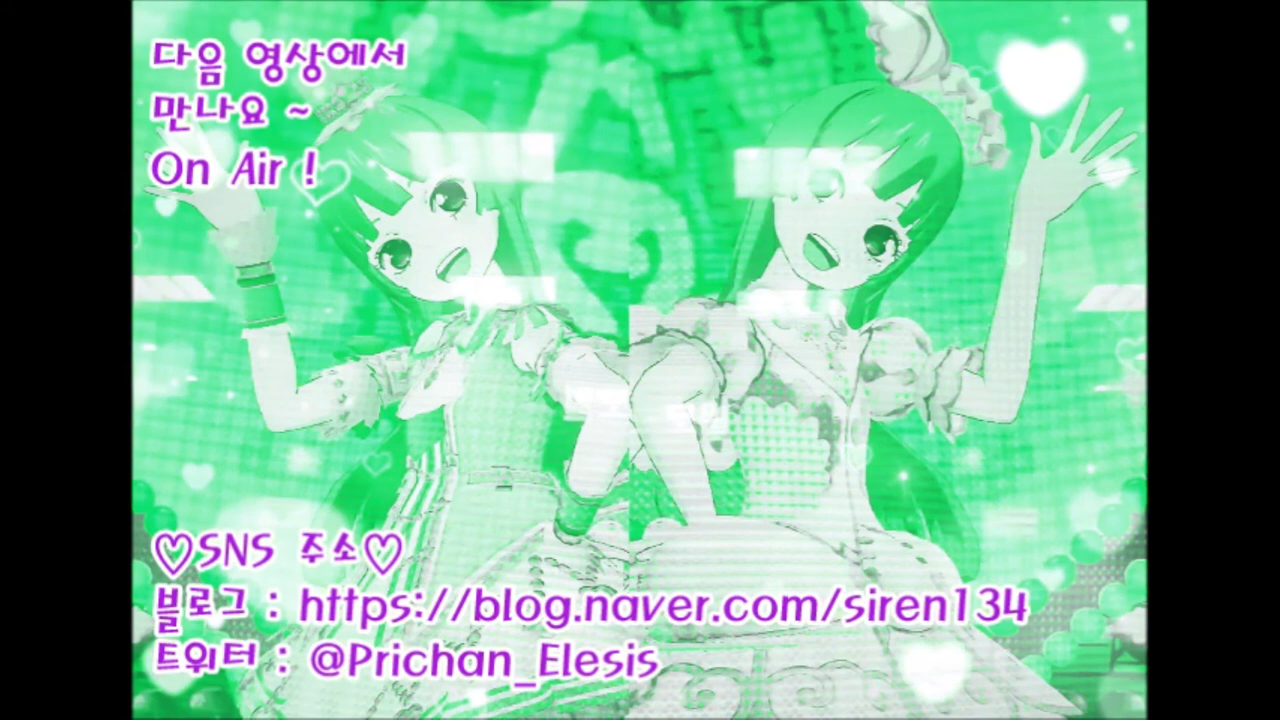 다음 영상에서
만나요 ~
On Air !
♡SNS 주소♡
블로그 : https://blog.naver.com/siren134
트위터 : @Prichan_Elesis